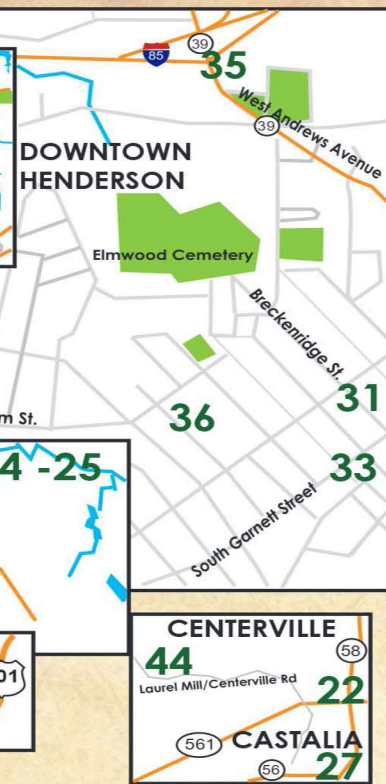 39
85
35
West Andrews Avenue
39
DOWNTOWN
HENDERSON
Elmwood Cemetery
Breckenridge St.
31
36
m St.
4 -25
33
South Garnett Street
01
CENTERVILLE
58
44
Laurel Mill/Centerville Rd
22
561
CASTALIA
56
27